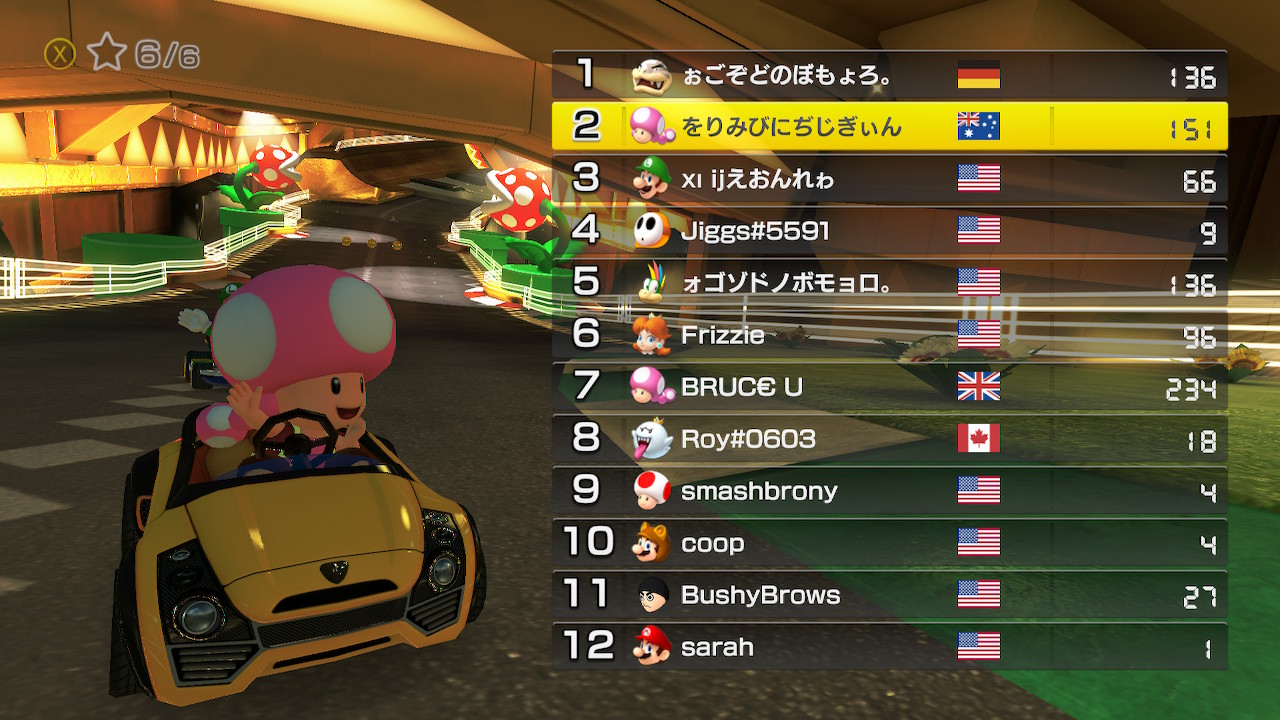 X 6/6
1 ぉごぞどのぼもょろ。 136
2 をりみびにぢじぎぃん 151
3 xı ijえおんれゎ 66
4 Jiggs#5591 9
5 ォゴゾドノボモョロ。 136
6 Frizzie 96
7 BRUC€ U 234
8 Roy#0603 18
9 smashbrony 4
10 coop 4
11 BushyBrows 27
12 sarah 1